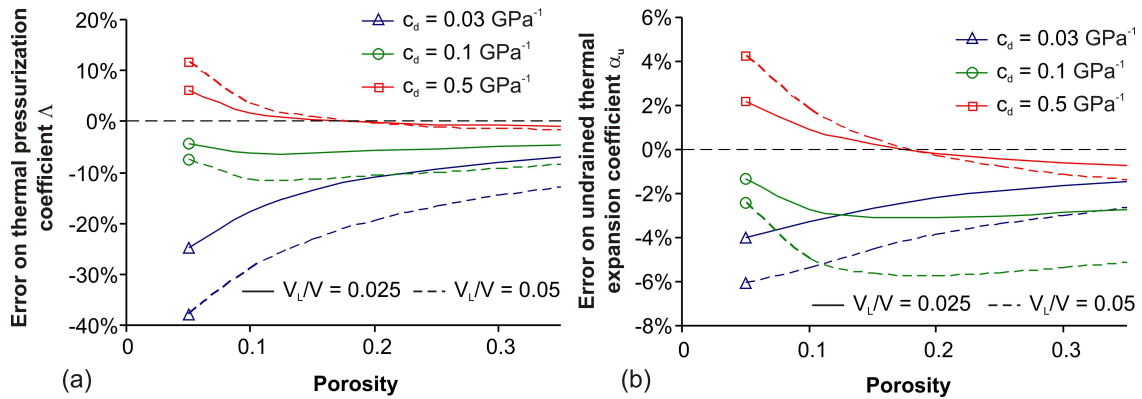 Error on thermal pressurization
coefficient Λ
20%
10%
0%
-10%
-20%
-30%
-40%
c_d = 0.03 GPa⁻¹
c_d = 0.1 GPa⁻¹
c_d = 0.5 GPa⁻¹
V_L/V = 0.025 V_L/V = 0.05
0 0.1 0.2 0.3
Porosity
(a)
Error on undrained thermal
expansion coefficient α_u
6%
4%
2%
0%
-2%
-4%
-6%
-8%
c_d = 0.03 GPa⁻¹
c_d = 0.1 GPa⁻¹
c_d = 0.5 GPa⁻¹
V_L/V = 0.025 V_L/V = 0.05
0 0.1 0.2 0.3
Porosity
(b)